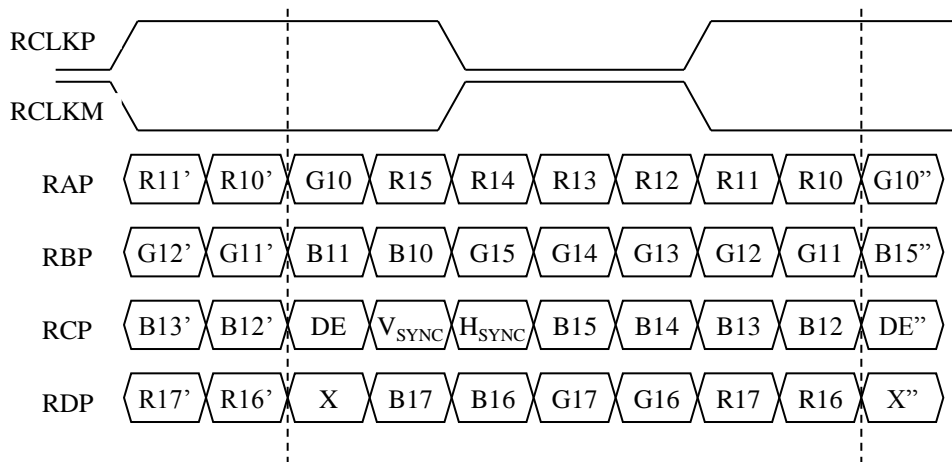 RCLKP
RCLKM
RAP R11’ R10’ G10 R15 R14 R13 R12 R11 R10 G10”
RBP G12’ G11’ B11 B10 G15 G14 G13 G12 G11 B15”
RCP B13’ B12’ DE VSYNC HSYNC B15 B14 B13 B12 DE”
RDP R17’ R16’ X B17 B16 G17 G16 R17 R16 X”